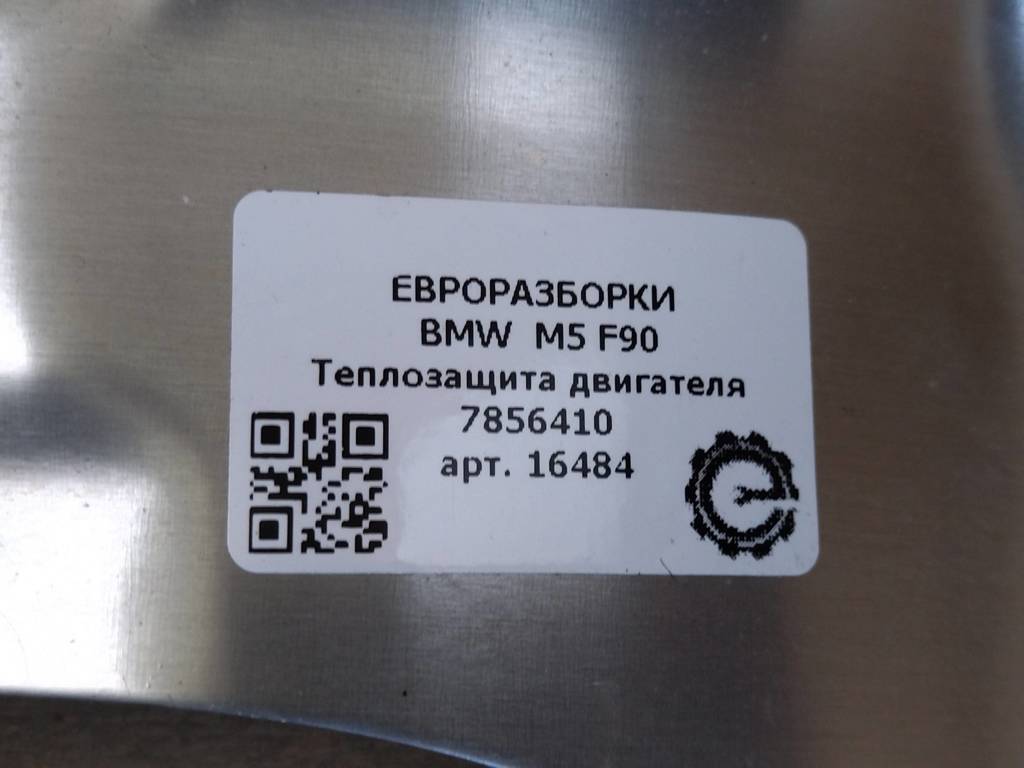 ЕВРОРАЗБОРКИ
BMW M5 F90
Теплозащита двигателя
7856410
арт. 16484